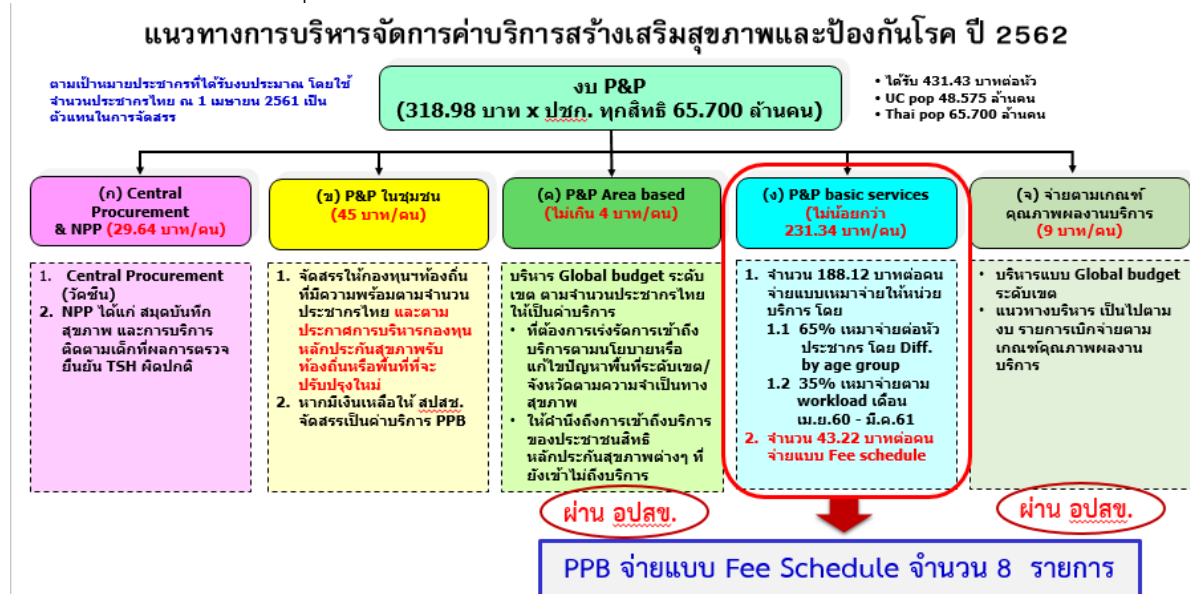 แนวทางการบริหารจัดการค่าบริการสร้างเสริมสุขภาพและป้องกันโรค ปี 2562
ตามเป้าหมายประชากรที่ได้รับงบประมาณ โดยใช้
จำนวนประชากรไทย ณ 1 เมษายน 2561 เป็น
ตัวแทนในการจัดสรร
งบ P&P
(318.98 บาท x ปชก. ทุกสิทธิ 65.700 ล้านคน)
• ได้รับ 431.43 บาทต่อหัว
• UC pop 48.575 ล้านคน
• Thai pop 65.700 ล้านคน
(ก) Central
Procurement
& NPP (29.64 บาท/คน)
(ข) P&P ในชุมชน
(45 บาท/คน)
(ค) P&P Area based
(ไม่เกิน 4 บาท/คน)
(ง) P&P basic services
(ไม่น้อยกว่า
231.34 บาท/คน)
(จ) จ่ายตามเกณฑ์
คุณภาพผลงานบริการ
(9 บาท/คน)
1. Central Procurement
(วัคซีน)
2. NPP ได้แก่ สมุดบันทึก
สุขภาพ และการบริการ
ติดตามเด็กที่ผลการตรวจ
ยืนยัน TSH ผิดปกติ
1. จัดสรรให้กองทุนฯท้องถิ่น
ที่มีความพร้อมตามจำนวน
ประชากรไทย และตาม
ประกาศการบริหารกองทุน
หลักประกันสุขภาพรับ
ท้องถิ่นหรือพื้นที่ที่จะ
ปรับปรุงใหม่
2. หากมีเงินเหลือให้ สปสช.
จัดสรรเป็นค่าบริการ PPB
บริหาร Global budget ระดับ
เขต ตามจำนวนประชากรไทย
ให้เป็นค่าบริการ
• ที่ต้องการเร่งรัดการเข้าถึง
บริการตามนโยบายหรือ
แก้ไขปัญหาพื้นที่ระดับเขต/
จังหวัดตามความจำเป็นทาง
สุขภาพ
• ให้คำนึงถึงการเข้าถึงบริการ
ของประชาชนสิทธิ
หลักประกันสุขภาพต่างๆ ที่
ยังเข้าไม่ถึงบริการ
1. จำนวน 188.12 บาทต่อคน
จ่ายแบบเหมาจ่ายให้หน่วย
บริการ โดย
1.1 65% เหมาจ่ายต่อหัว
ประชากร โดย Diff.
by age group
1.2 35% เหมาจ่ายตาม
workload เดือน
เม.ย.60 - มี.ค.61
2. จำนวน 43.22 บาทต่อคน
จ่ายแบบ Fee schedule
• บริหารแบบ Global budget
ระดับเขต
• แนวทางบริหาร เป็นไปตาม
งบ รายการเบิกจ่ายตาม
เกณฑ์คุณภาพผลงาน
บริการ
ผ่าน อปสข.
ผ่าน อปสข.
PPB จ่ายแบบ Fee Schedule จำนวน 8 รายการ